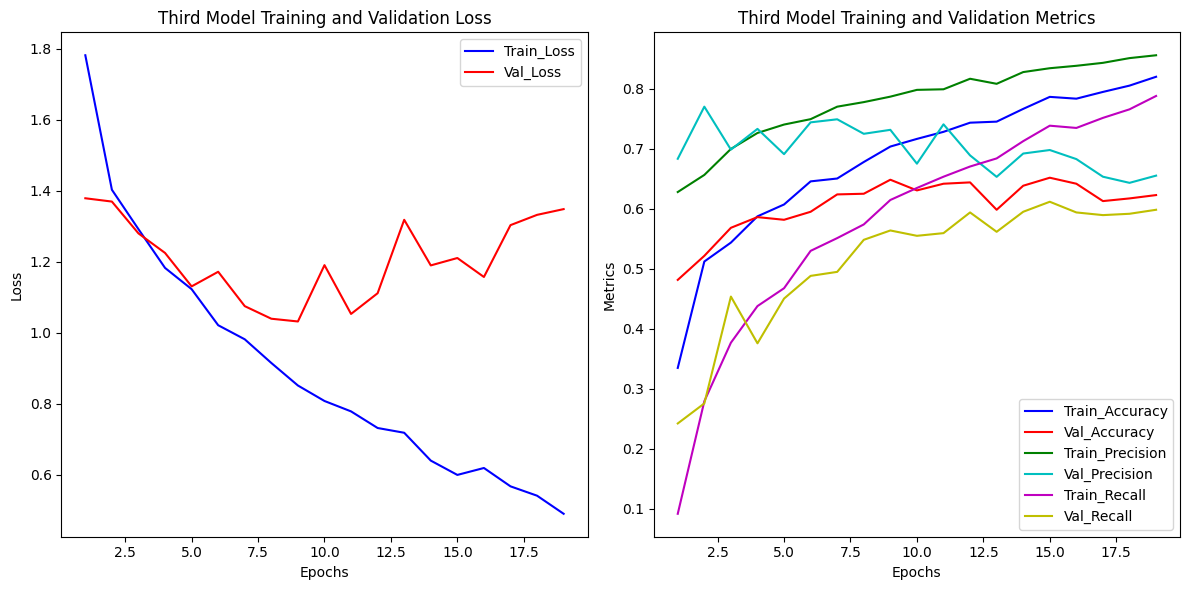 Third Model Training and Validation Loss
Train_Loss
Val_Loss
1.8
1.6
1.4
1.2
1.0
0.8
0.6
Loss
2.5 5.0 7.5 10.0 12.5 15.0 17.5
Epochs
Third Model Training and Validation Metrics
0.8
0.7
0.6
0.5
0.4
0.3
0.2
0.1
Metrics
Train_Accuracy
Val_Accuracy
Train_Precision
Val_Precision
Train_Recall
Val_Recall
2.5 5.0 7.5 10.0 12.5 15.0 17.5
Epochs